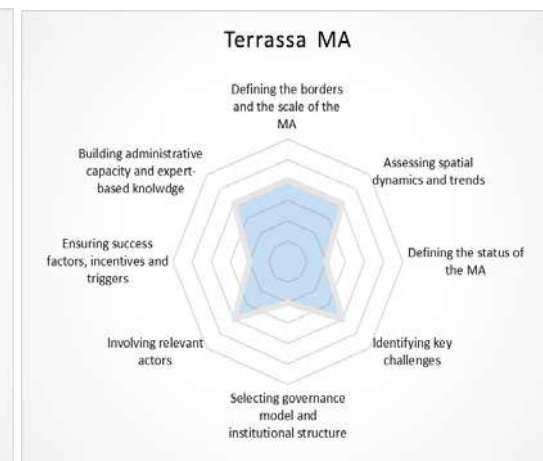 Terrassa MA
Defining the borders
and the scale of the
MA
Assessing spatial
dynamics and trends
Defining the status of
the MA
Identifying key
challenges
Selecting governance
model and
institutional structure
Involving relevant
actors
Ensuring success
factors, incentives and
triggers
Building administrative
capacity and expert-
based knolwdge